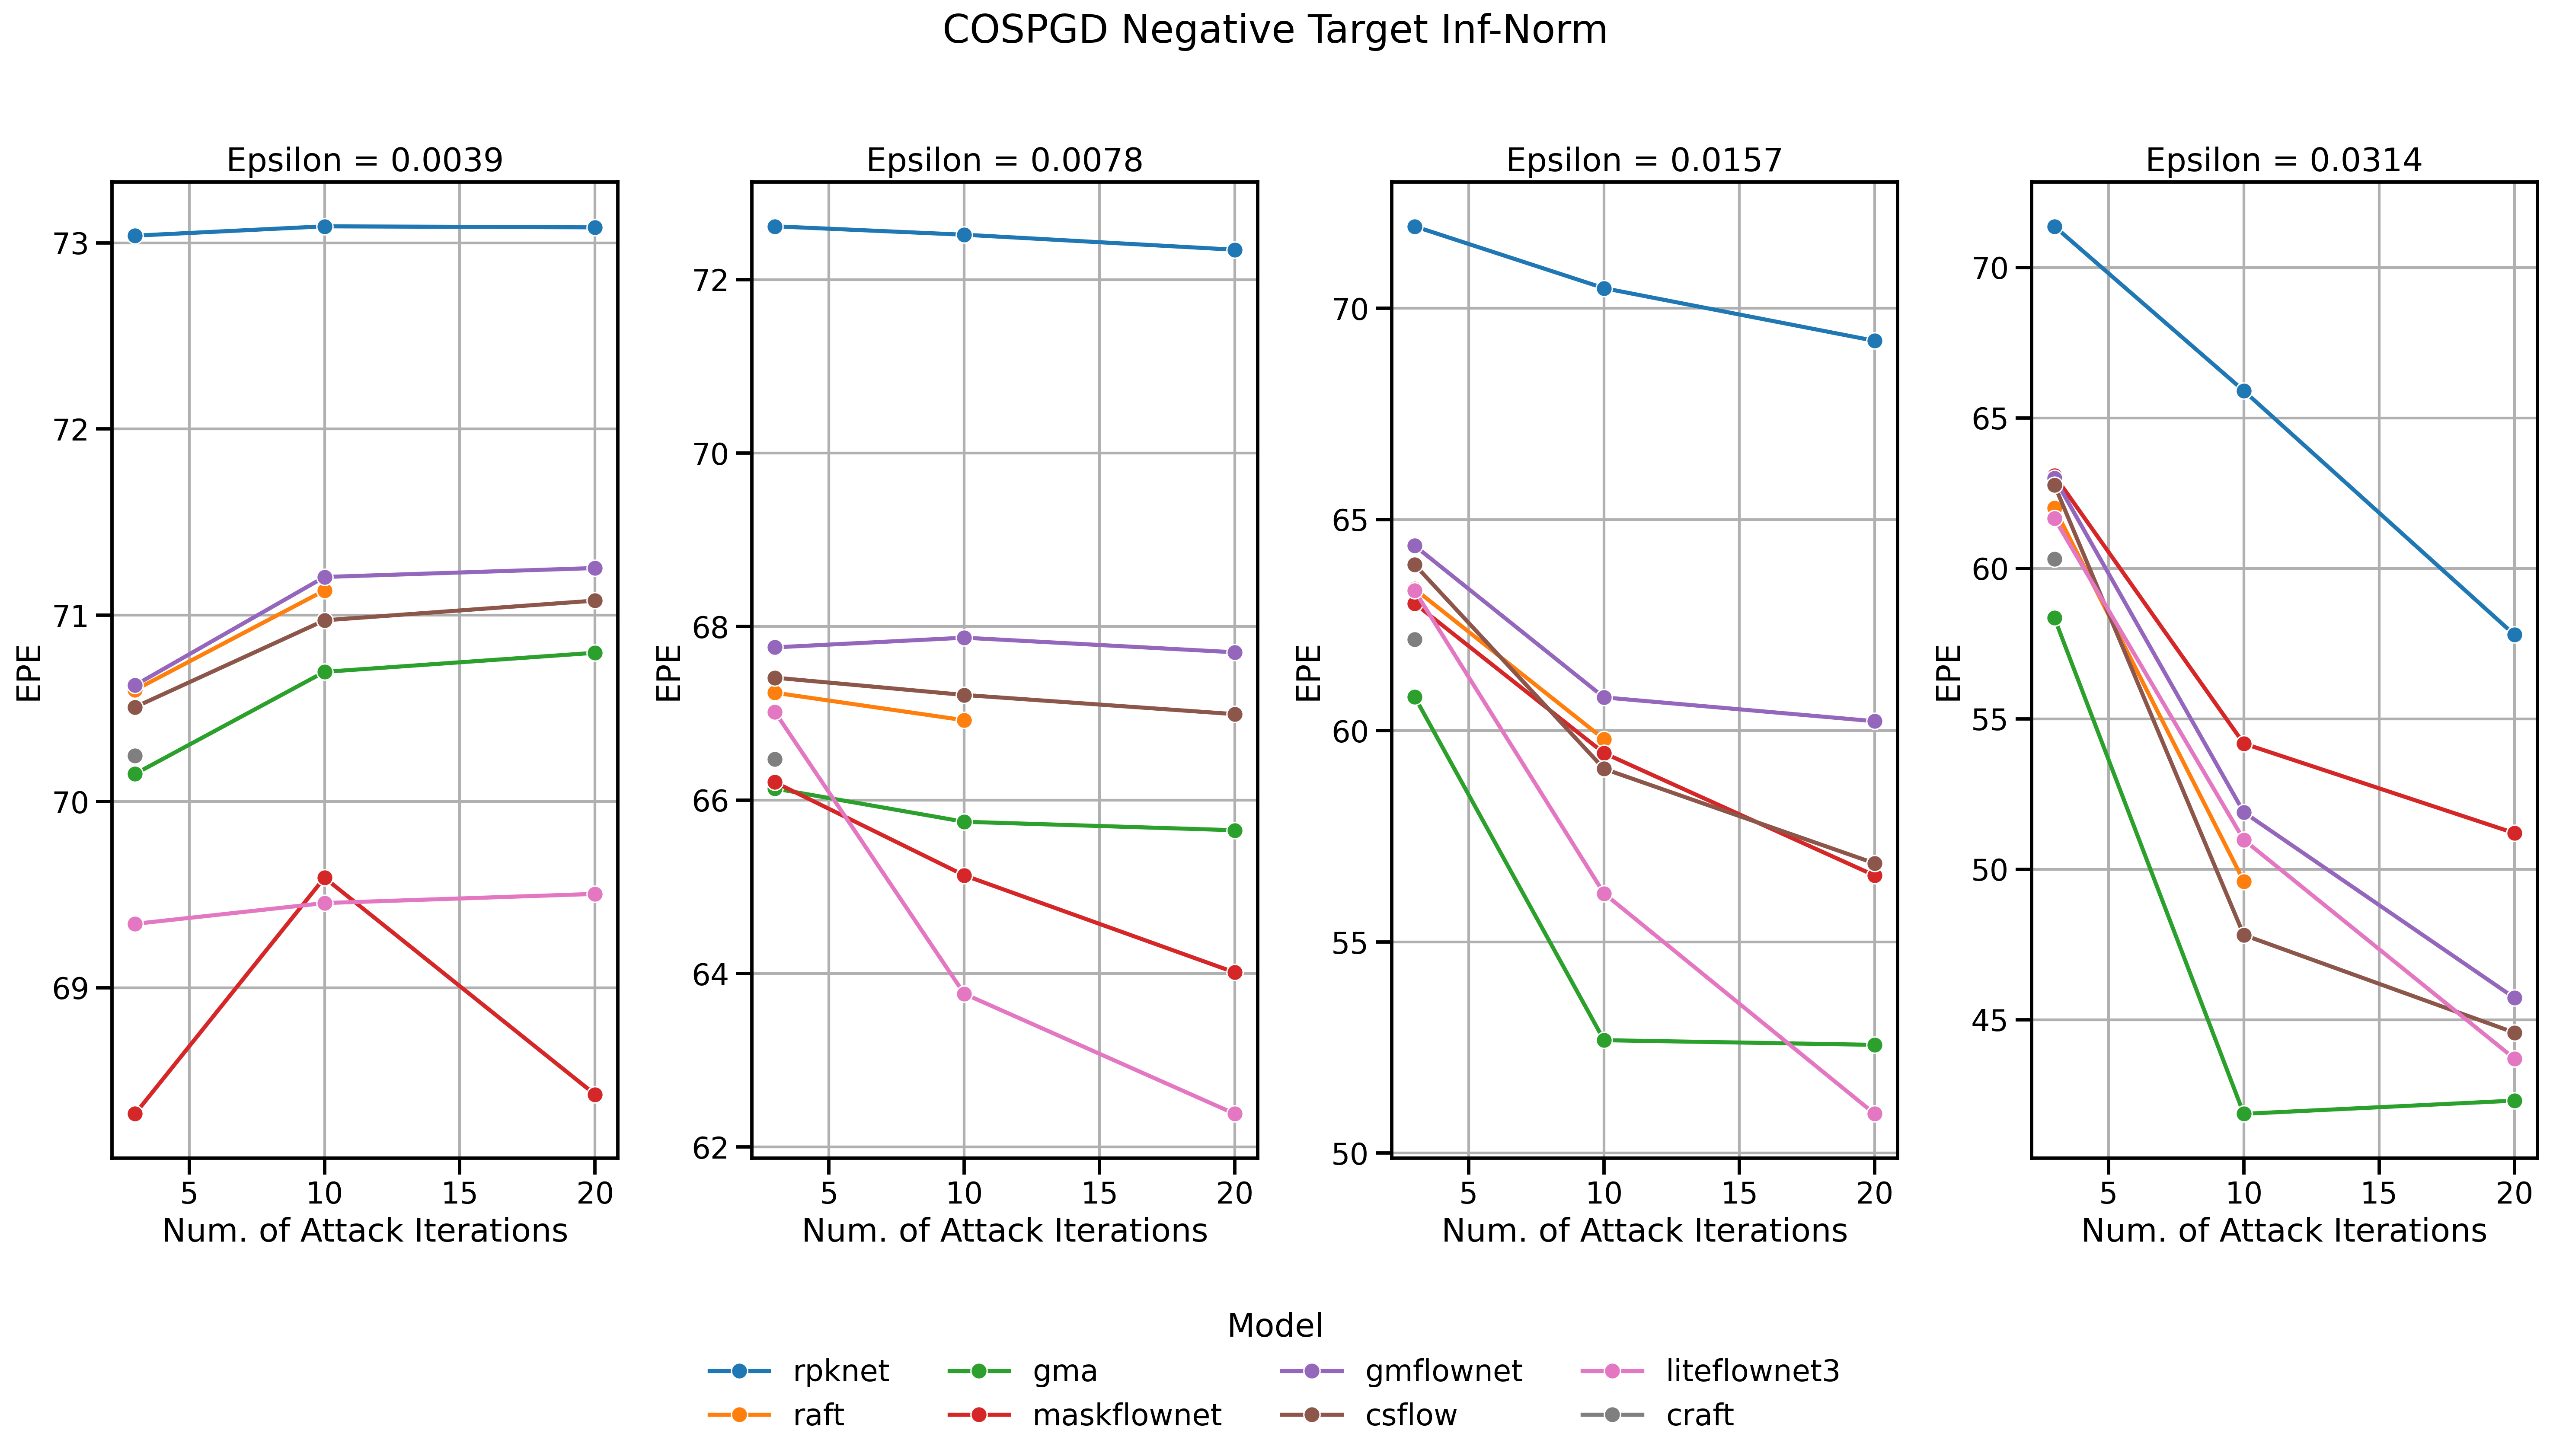 COSPGD Negative Target Inf-Norm
Epsilon = 0.0039
73
72
71
70
69
EPE
5 10 15 20
Num. of Attack Iterations
Epsilon = 0.0078
72
70
68
66
64
62
EPE
5 10 15 20
Num. of Attack Iterations
Epsilon = 0.0157
70
65
60
55
50
EPE
5 10 15 20
Num. of Attack Iterations
Epsilon = 0.0314
70
65
60
55
50
45
EPE
5 10 15 20
Num. of Attack Iterations
Model
rpknet gma gmflownet liteflownet3
raft maskflownet csflow craft